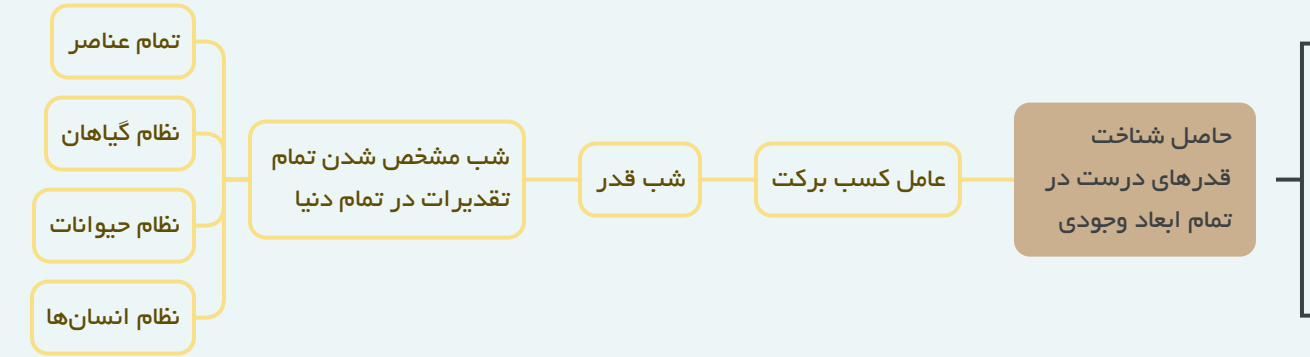 حاصل شناخت
قدرهای درست در
تمام ابعاد وجودی
عامل کسب برکت
شب قدر
شب مشخص شدن تمام
تقدیرات در تمام دنیا
تمام عناصر
نظام گیاهان
نظام حیوانات
نظام انسان‌ها